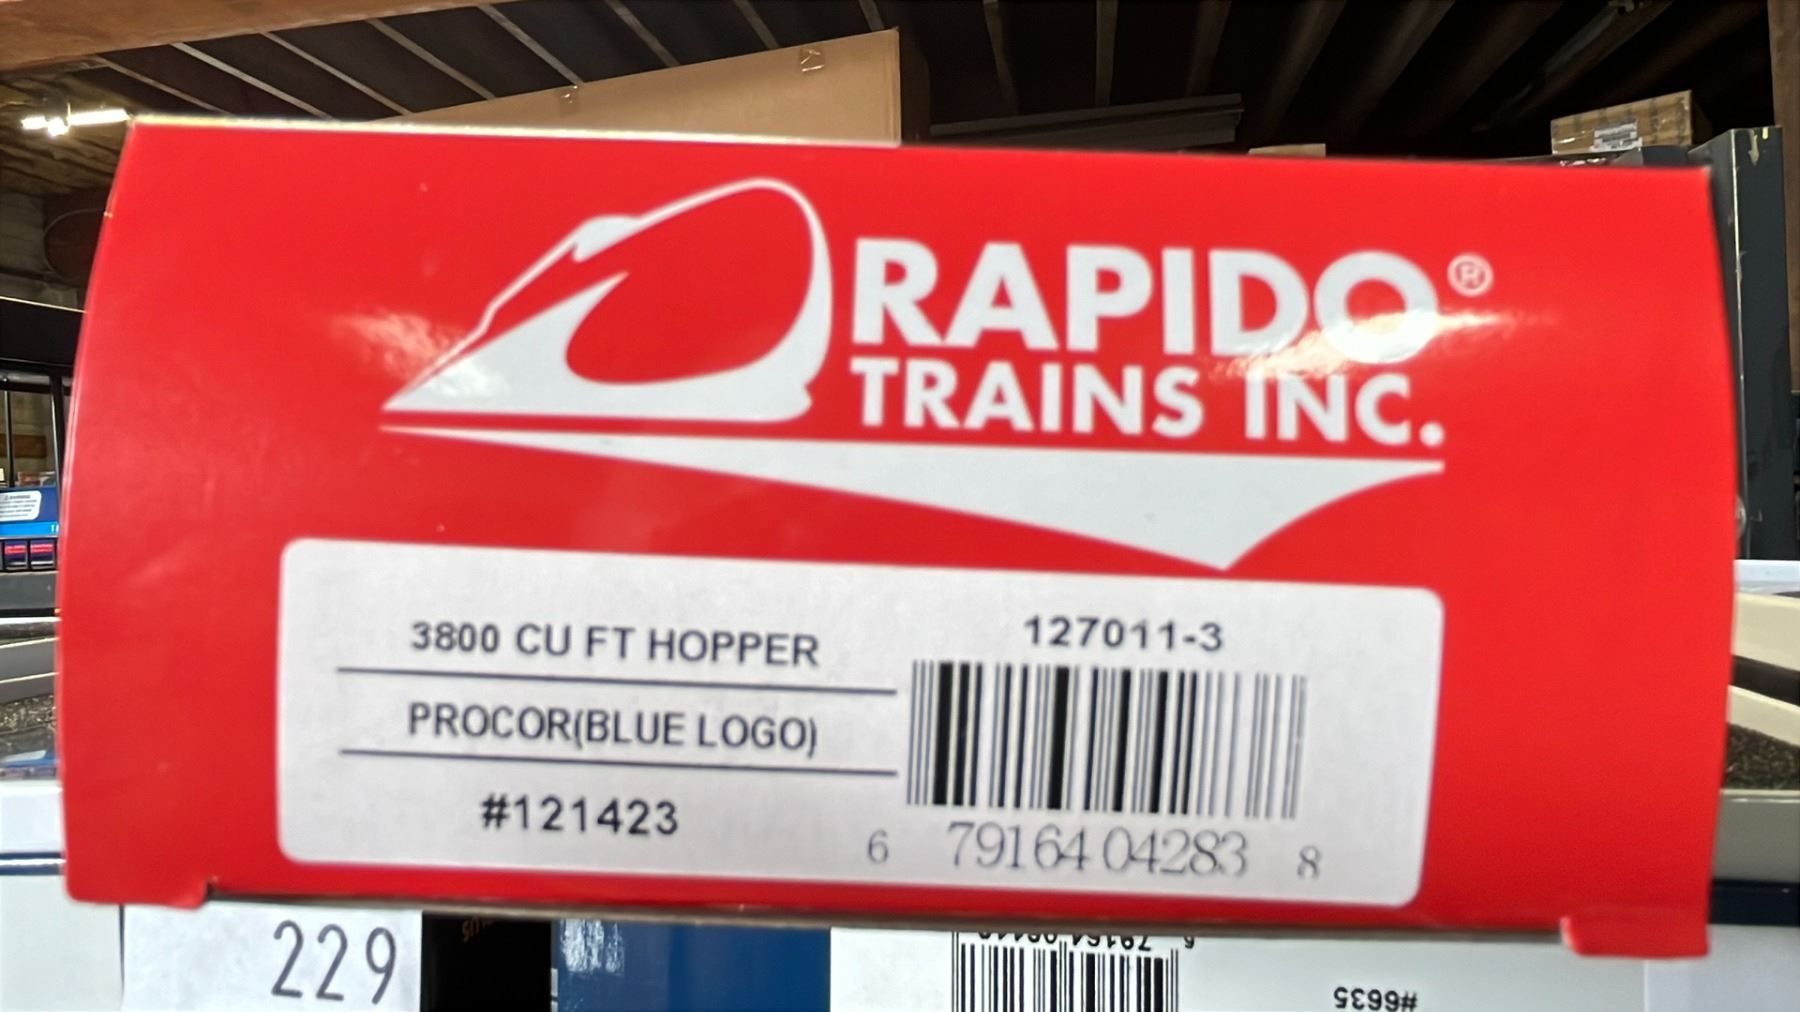 RAPIDO®
TRAINS INC.
3800 CU FT HOPPER
127011-3
PROCOR(BLUE LOGO)
#121423
6 79164 04283 8
229
#6635